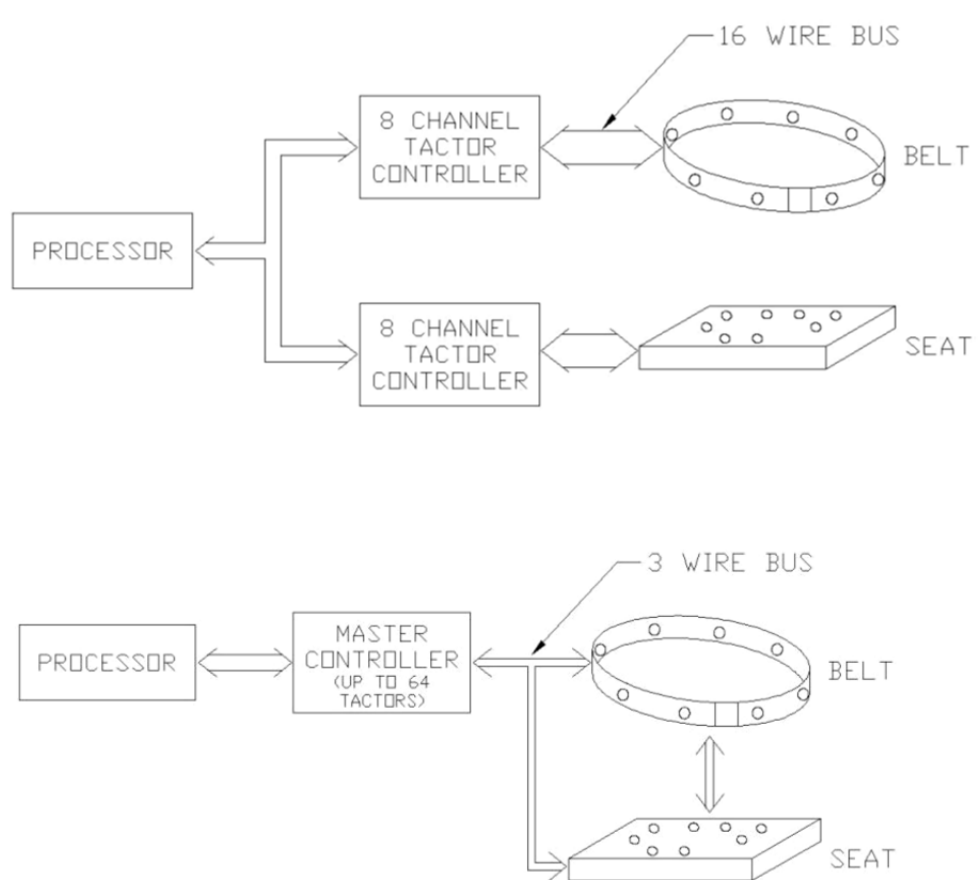 16 WIRE BUS
8 CHANNEL
TACTOR
CONTROLLER
BELT
PROCESSOR
8 CHANNEL
TACTOR
CONTROLLER
SEAT
3 WIRE BUS
PROCESSOR
MASTER
CONTROLLER
(UP TO 64
TACTORS)
BELT
SEAT